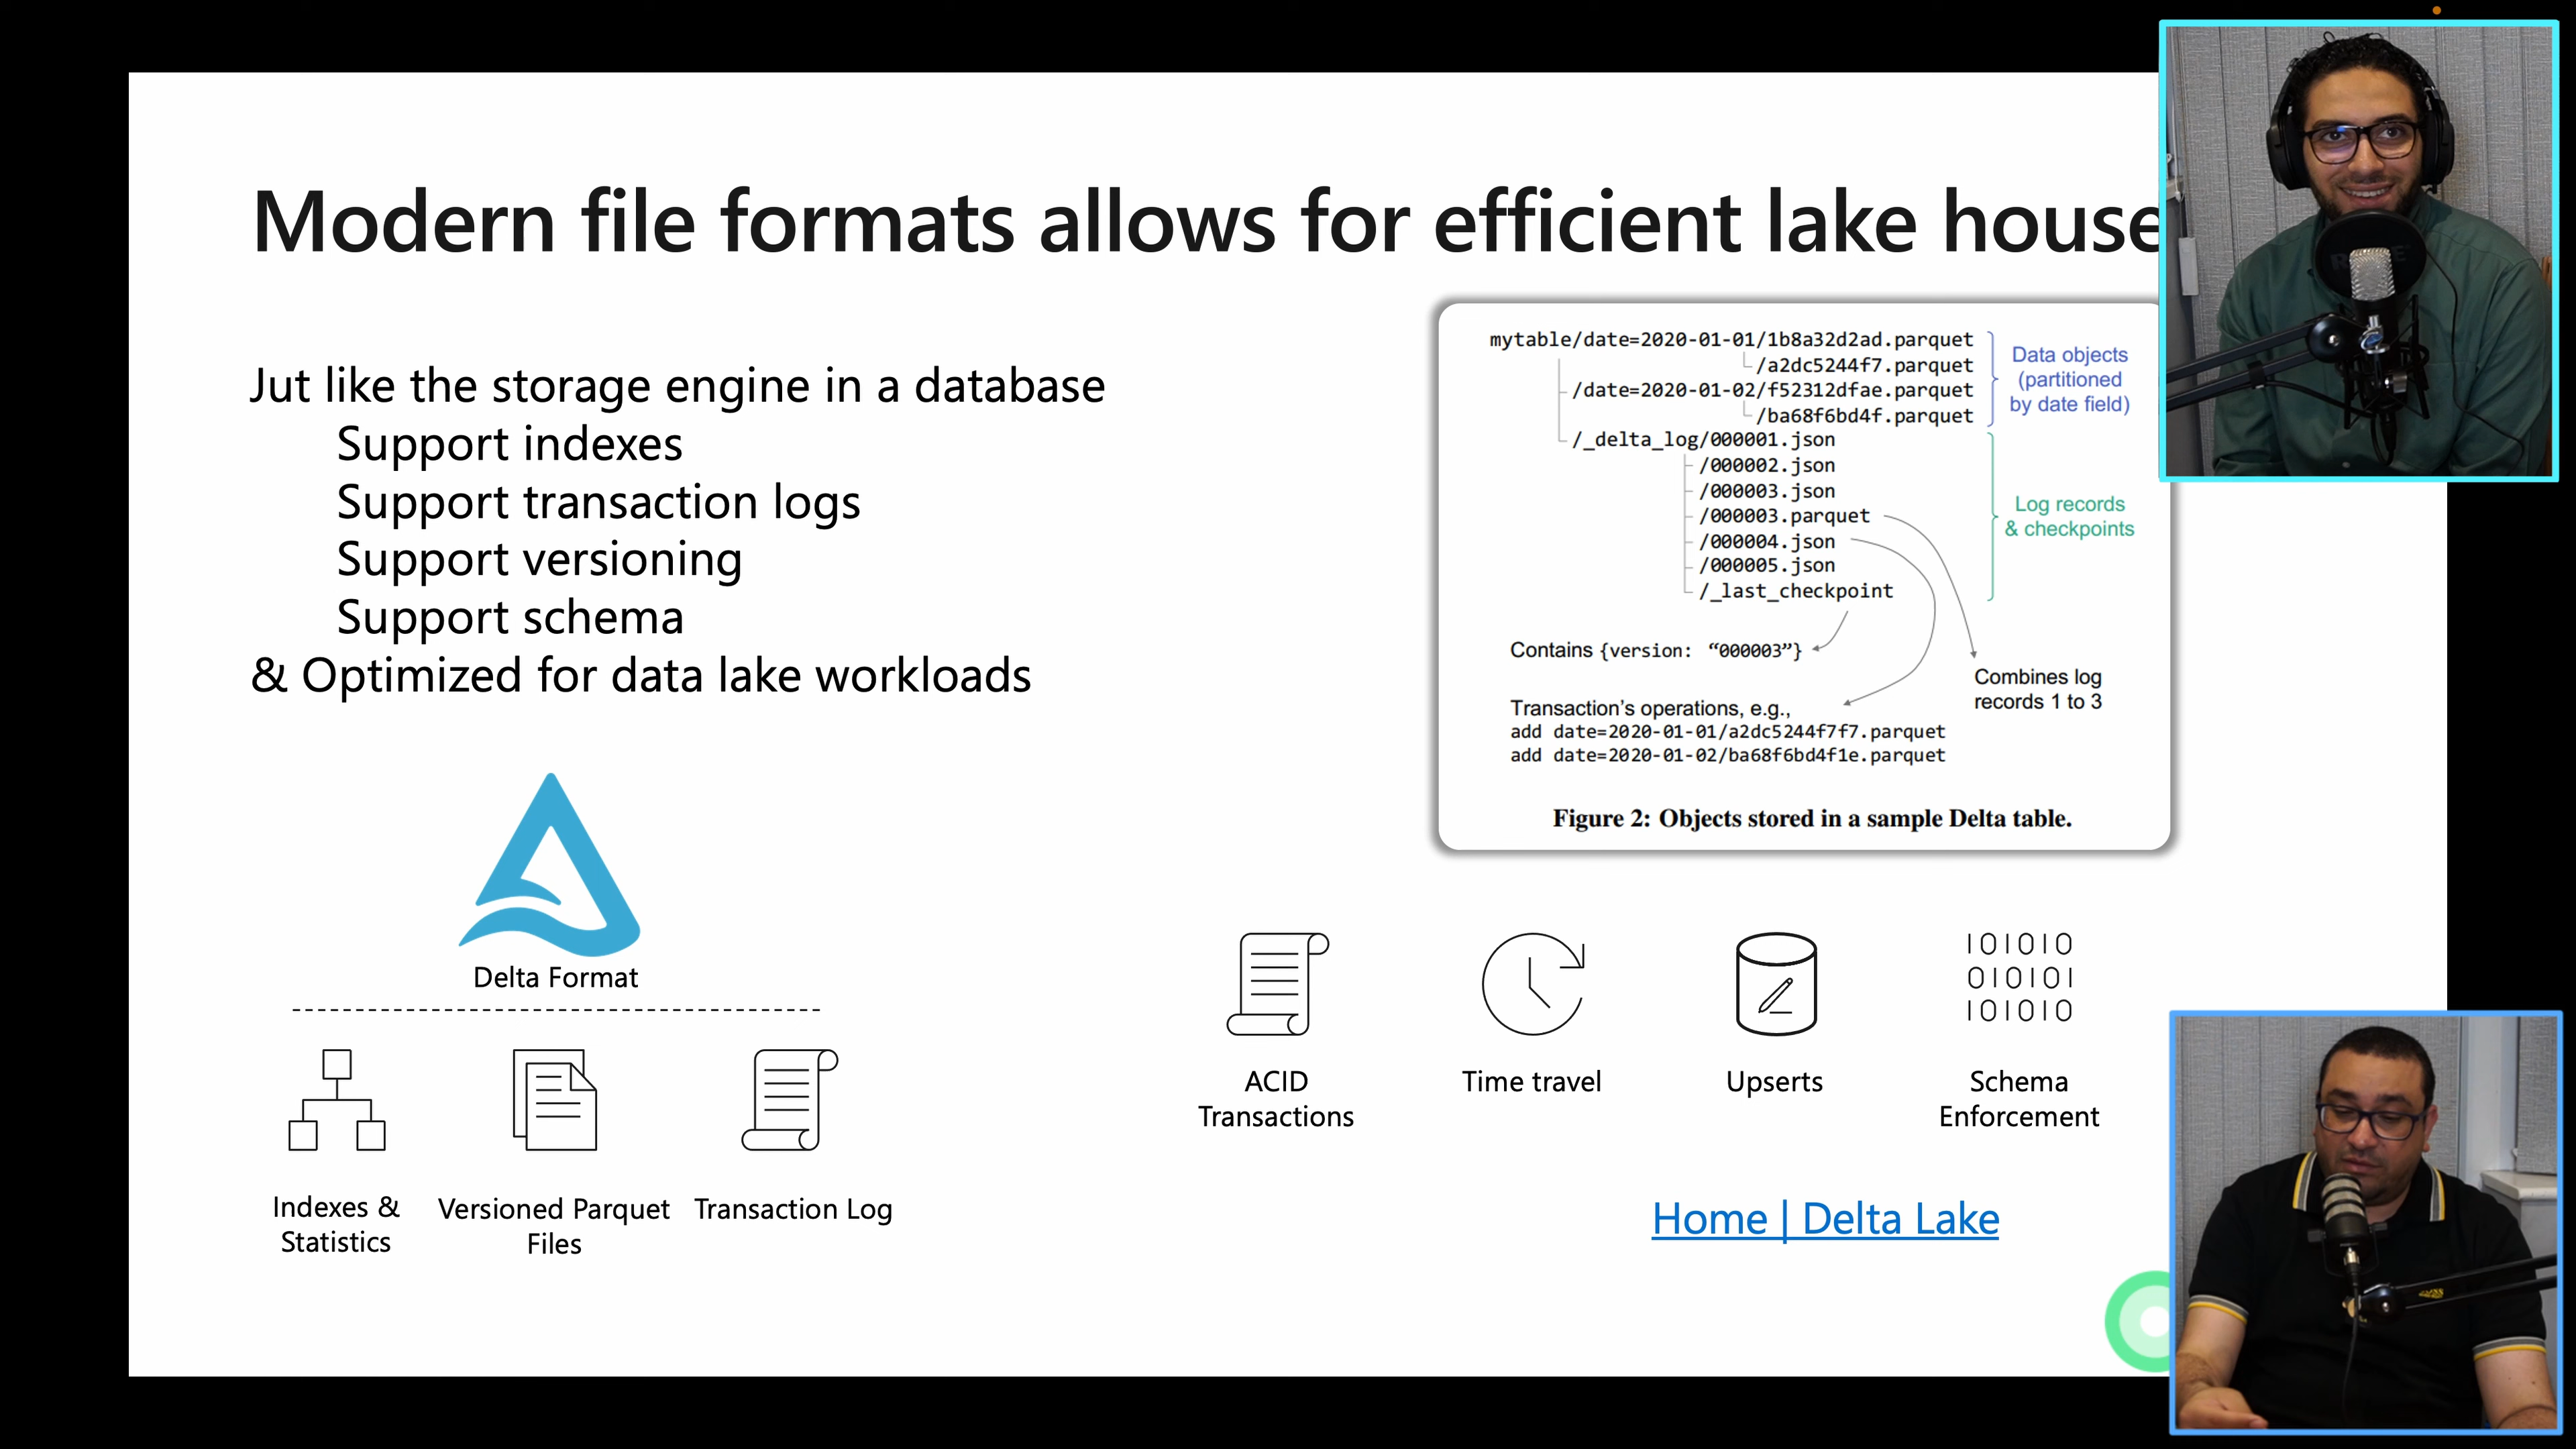 Modern file formats allows for efficient lake house
Jut like the storage engine in a database
Support indexes
Support transaction logs
Support versioning
Support schema
& Optimized for data lake workloads
mytable/date=2020-01-01/1b8a32d2ad.parquet
/a2dc5244f7.parquet
/date=2020-01-02/f52312dfae.parquet
/ba68f6bd4f.parquet
/_delta_log/000001.json
/000002.json
/000003.json
/000003.parquet
/000004.json
/000005.json
/_last_checkpoint
Data objects
(partitioned
by date field)
Log records
& checkpoints
Contains {version: “000003”}
Combines log
records 1 to 3
Transaction’s operations, e.g.,
add date=2020-01-01/a2dc5244f7f7.parquet
add date=2020-01-02/ba68f6bd4f1e.parquet
Figure 2: Objects stored in a sample Delta table.
Delta Format
Indexes &
Statistics
Versioned Parquet
Files
Transaction Log
101010
010101
101010
ACID
Transactions
Time travel
Upserts
Schema
Enforcement
Home | Delta Lake